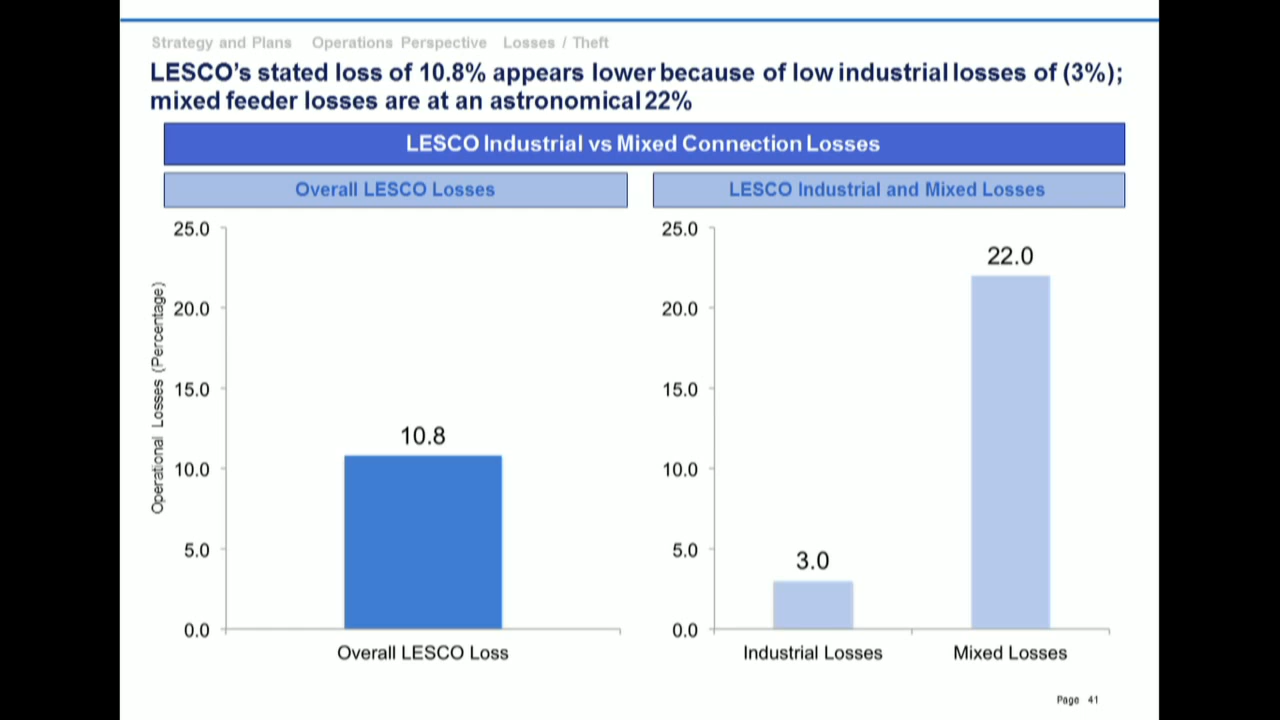 Strategy and Plans Operations Perspective Losses / Theft
LESCO's stated loss of 10.8% appears lower because of low industrial losses of (3%);
mixed feeder losses are at an astronomical 22%
LESCO Industrial vs Mixed Connection Losses
Overall LESCO Losses
Operational Losses (Percentage)
25.0
20.0
15.0
10.0
5.0
0.0
10.8
Overall LESCO Loss
LESCO Industrial and Mixed Losses
25.0
20.0
15.0
10.0
5.0
0.0
3.0
22.0
Industrial Losses
Mixed Losses
Page 41